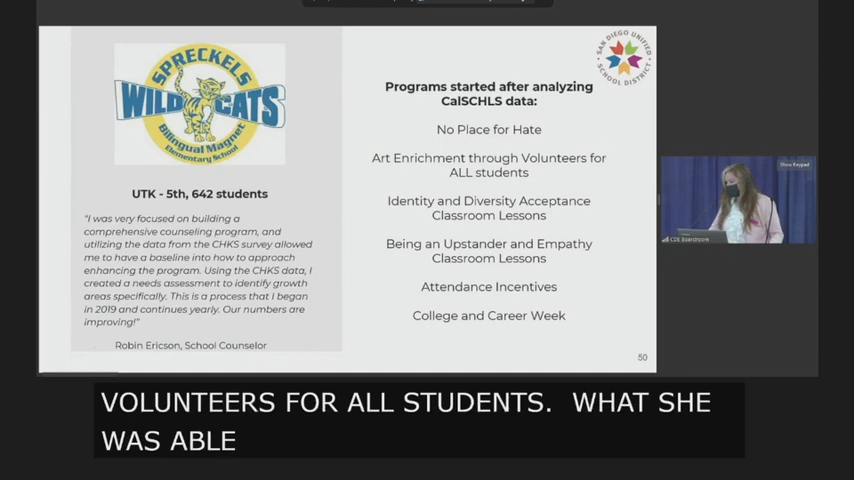 SPRECKELS
WILDCATS
Bilingual Magnet
Elementary School
UTK - 5th, 642 students
"I was very focused on building a
comprehensive counseling program, and
utilizing the data from the CHKS survey allowed
me to have a baseline into how to approach
enhancing the program. Using the CHKS data, I
created a needs assessment to identify growth
areas specifically. This is a process that I began
in 2019 and continues yearly. Our numbers are
improving!"
Robin Ericson, School Counselor
SAN DIEGO UNIFIED
SCHOOL DISTRICT
Programs started after analyzing
CalSCHLS data:
No Place for Hate
Art Enrichment through Volunteers for
ALL students
Identity and Diversity Acceptance
Classroom Lessons
Being an Upstander and Empathy
Classroom Lessons
Attendance Incentives
College and Career Week
50
Show Keypad
CDE Boardroom
VOLUNTEERS FOR ALL STUDENTS. WHAT SHE
WAS ABLE